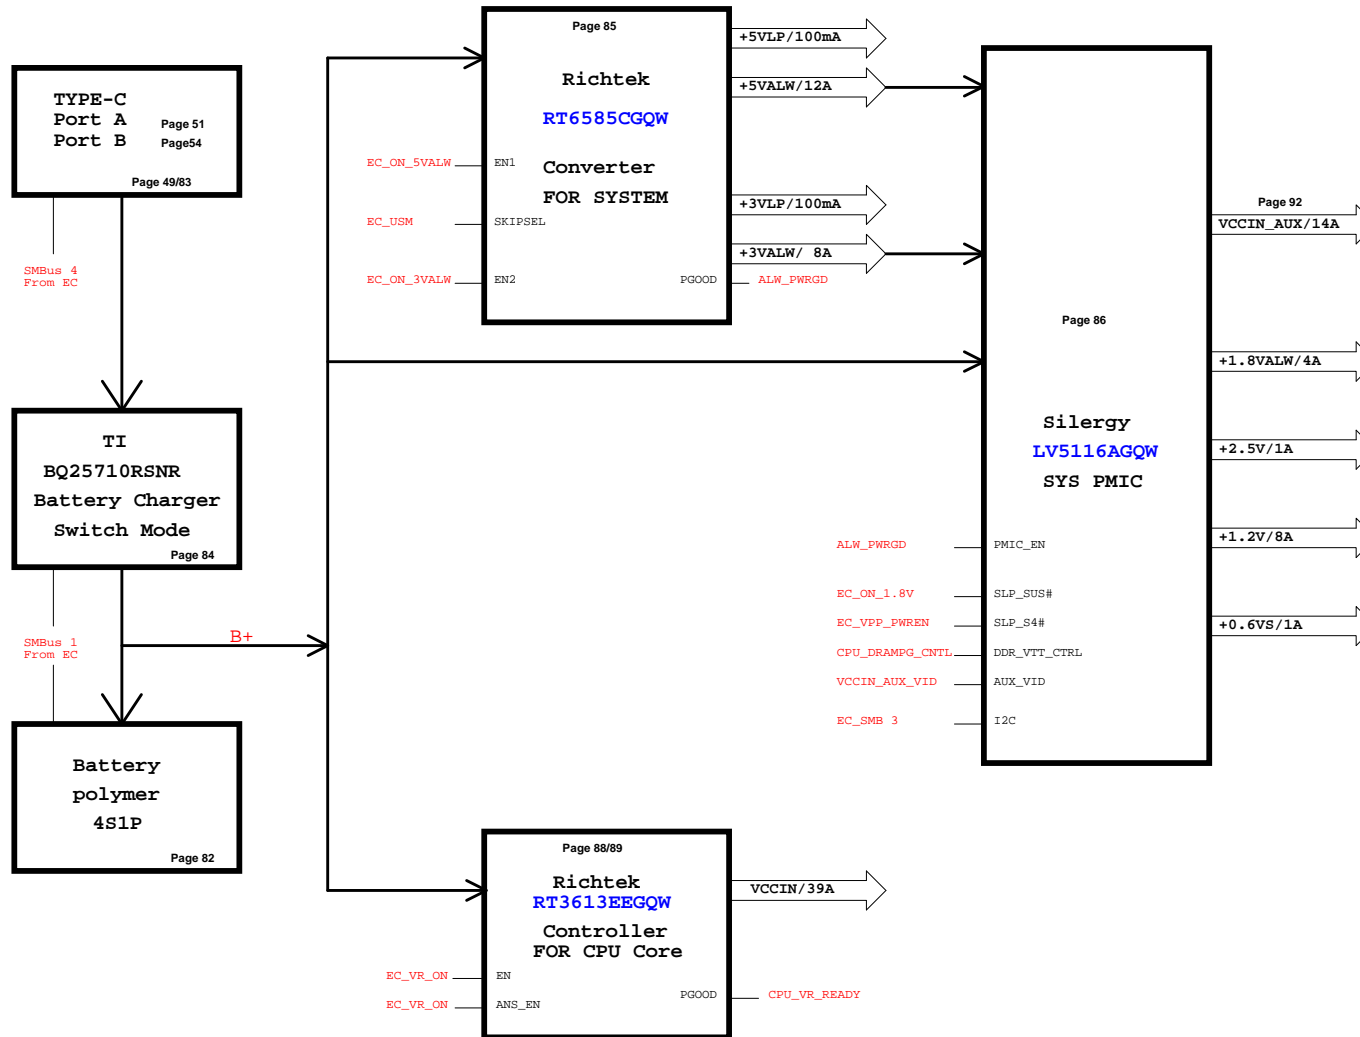 TYPE-C
Port A Page 51
Port B Page54
Page 49/83
SMBus 4
From EC
TI
BQ25710RSNR
Battery Charger
Switch Mode
Page 84
SMBus 1
From EC
B+
Battery
polymer
4S1P
Page 82
Page 85
Richtek
RT6585CGQW
Converter
FOR SYSTEM
EC_ON_5VALW EN1
EC_USM SKIPSEL
EC_ON_3VALW EN2
PGOOD ALW_PWRGD
+5VLP/100mA
+5VALW/12A
+3VLP/100mA
+3VALW/ 8A
Page 86
Silergy
LV5116AGQW
SYS PMIC
ALW_PWRGD PMIC_EN
EC_ON_1.8V SLP_SUS#
EC_VPP_PWREN SLP_S4#
CPU_DRAMPG_CNTL DDR_VTT_CTRL
VCCIN_AUX_VID AUX_VID
EC_SMB 3 I2C
Page 92
VCCIN_AUX/14A
+1.8VALW/4A
+2.5V/1A
+1.2V/8A
+0.6VS/1A
Page 88/89
Richtek
RT3613EEGQW
Controller
FOR CPU Core
EC_VR_ON EN
EC_VR_ON ANS_EN
PGOOD CPU_VR_READY
VCCIN/39A